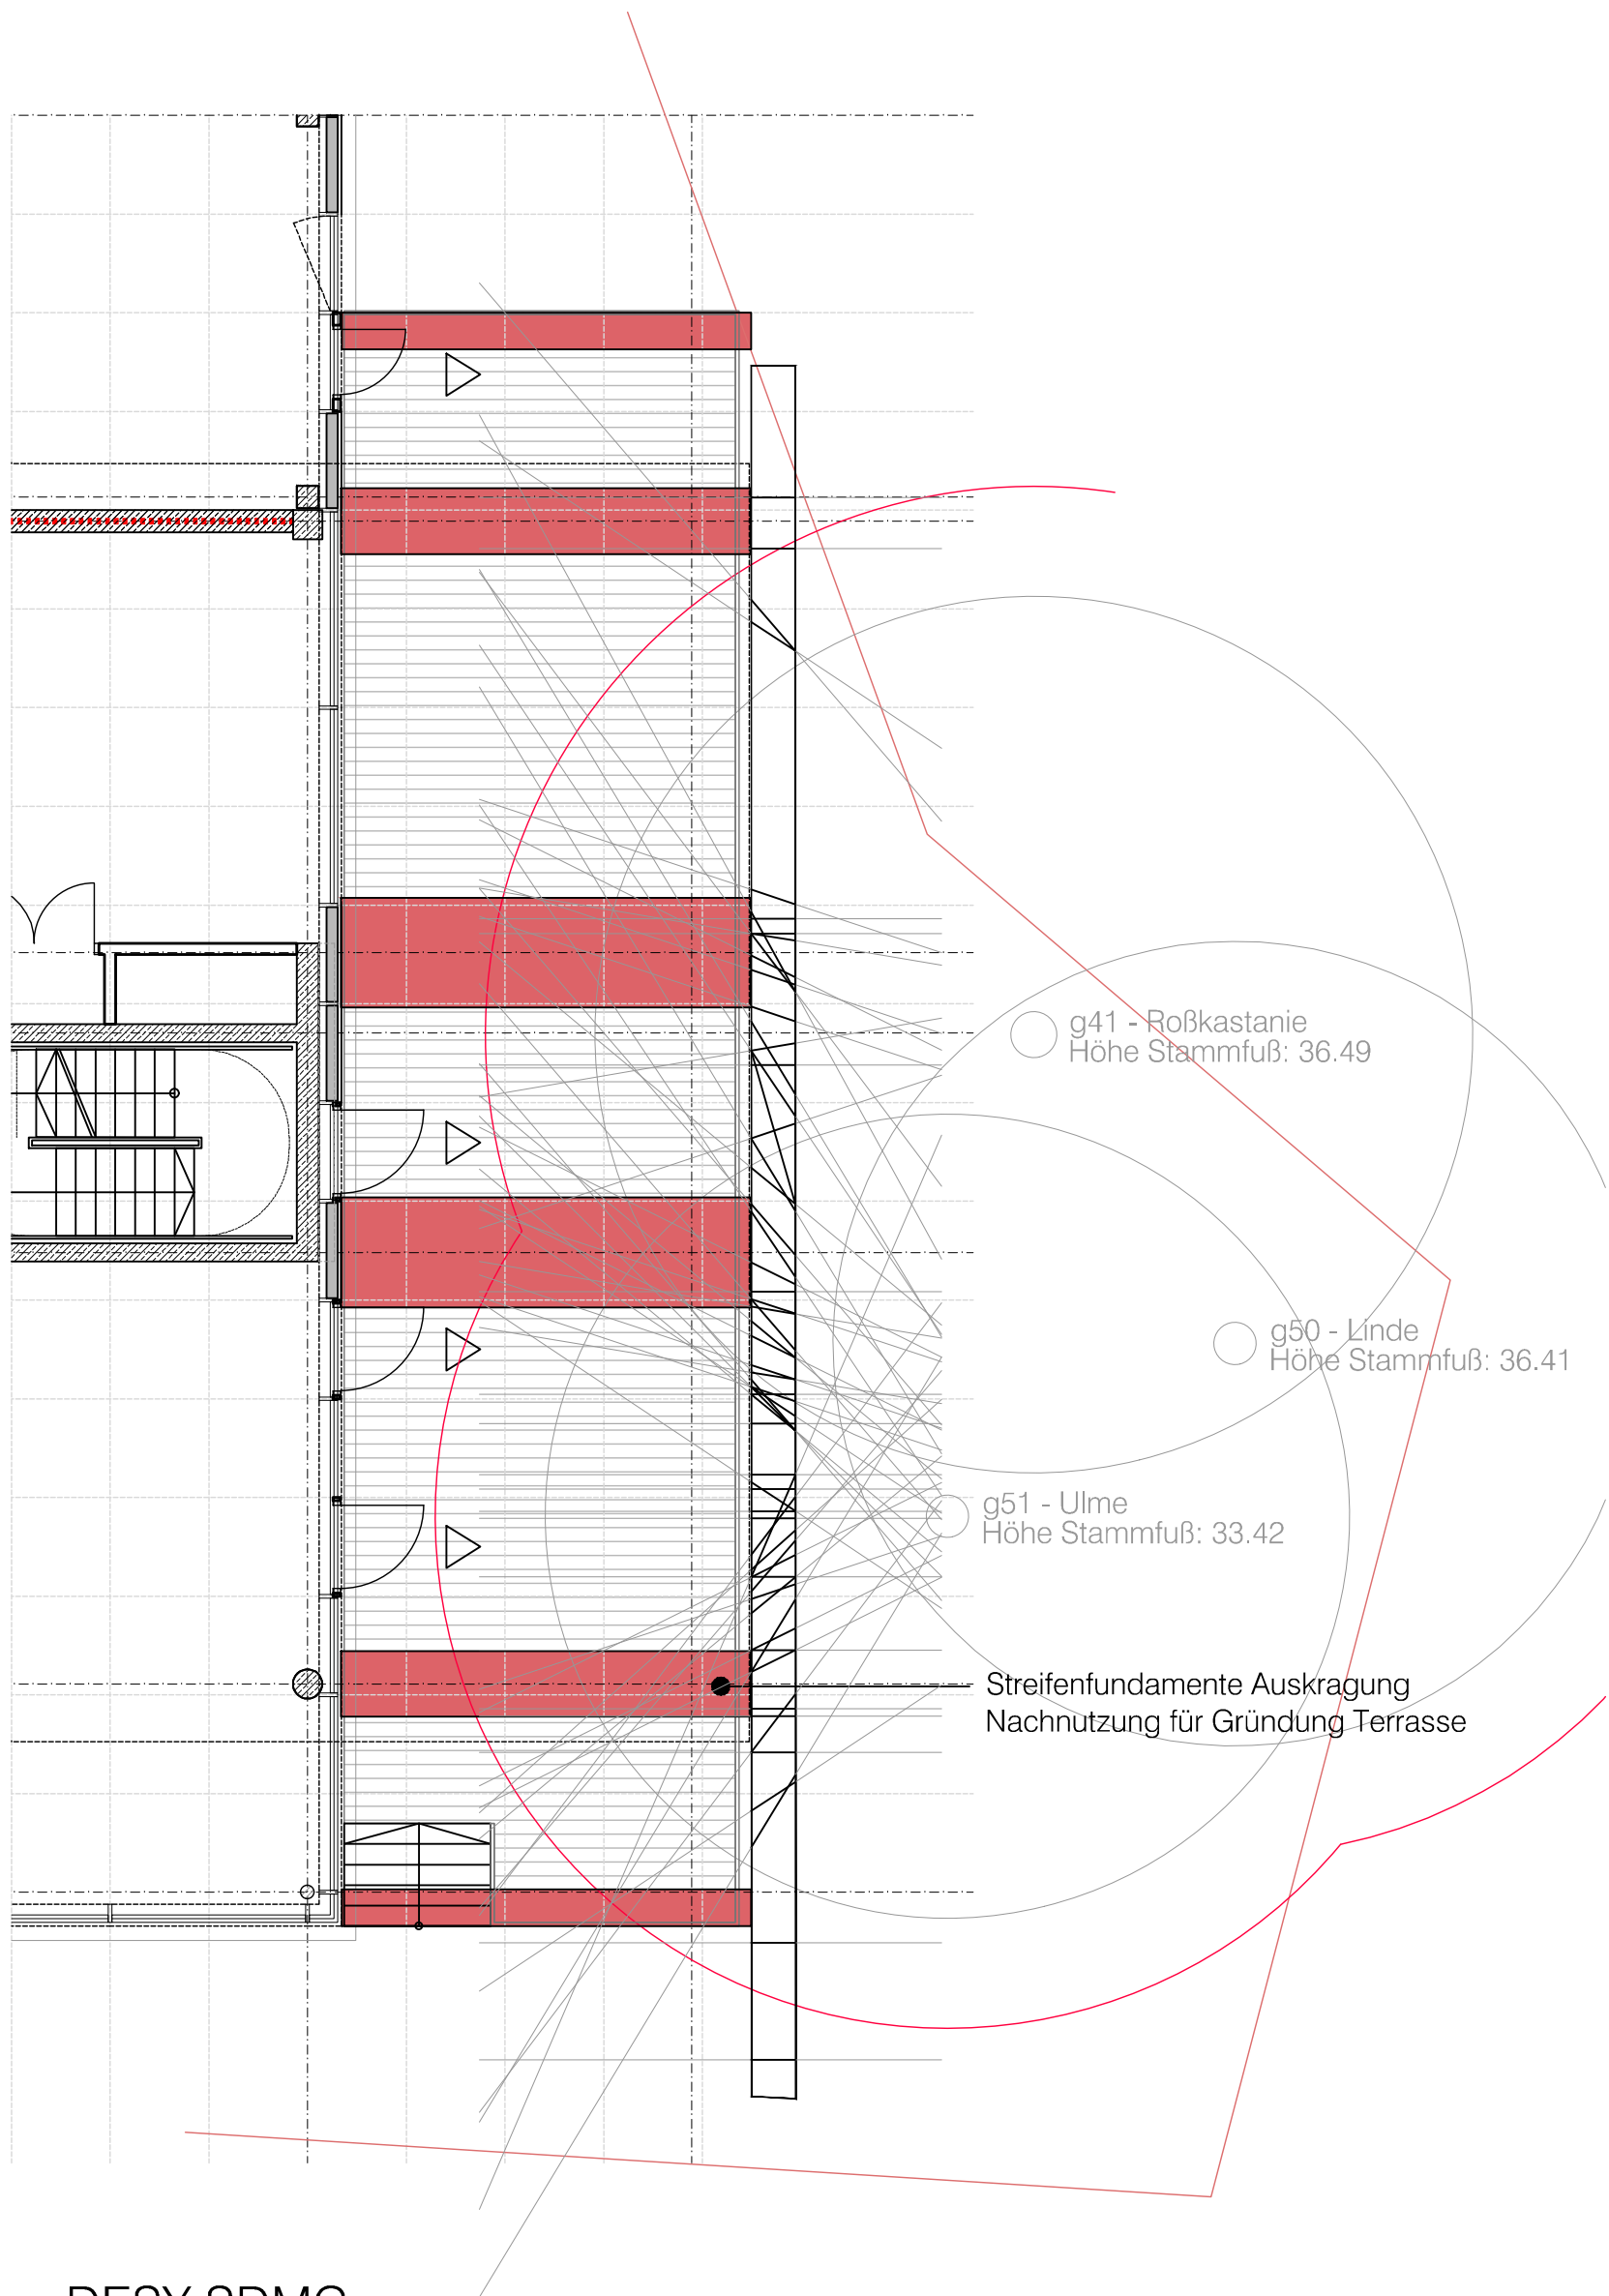 g41 - Roßkastanie
Höhe Stammfuß: 36.49
g50 - Linde
Höhe Stammfuß: 36.41
g51 - Ulme
Höhe Stammfuß: 33.42
Streifenfundamente Auskragung
Nachnutzung für Gründung Terrasse
DESY